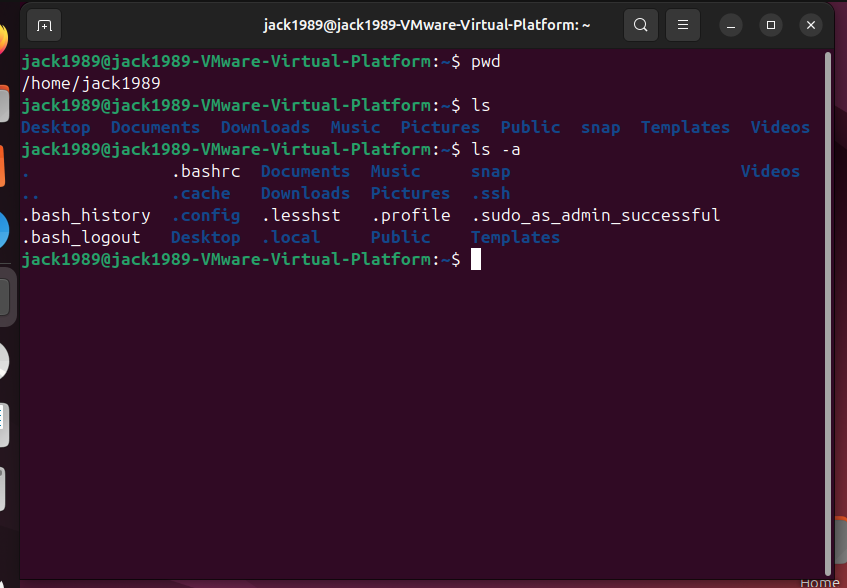 jack1989@jack1989-VMware-Virtual-Platform: ~
jack1989@jack1989-VMware-Virtual-Platform:~$ pwd
/home/jack1989
jack1989@jack1989-VMware-Virtual-Platform:~$ ls
Desktop Documents Downloads Music Pictures Public snap Templates Videos
jack1989@jack1989-VMware-Virtual-Platform:~$ ls -a
. .bashrc Documents Music snap Videos
.. .cache Downloads Pictures .ssh
.bash_history .config .lesshst .profile .sudo_as_admin_successful
.bash_logout Desktop .local Public Templates
jack1989@jack1989-VMware-Virtual-Platform:~$
Home